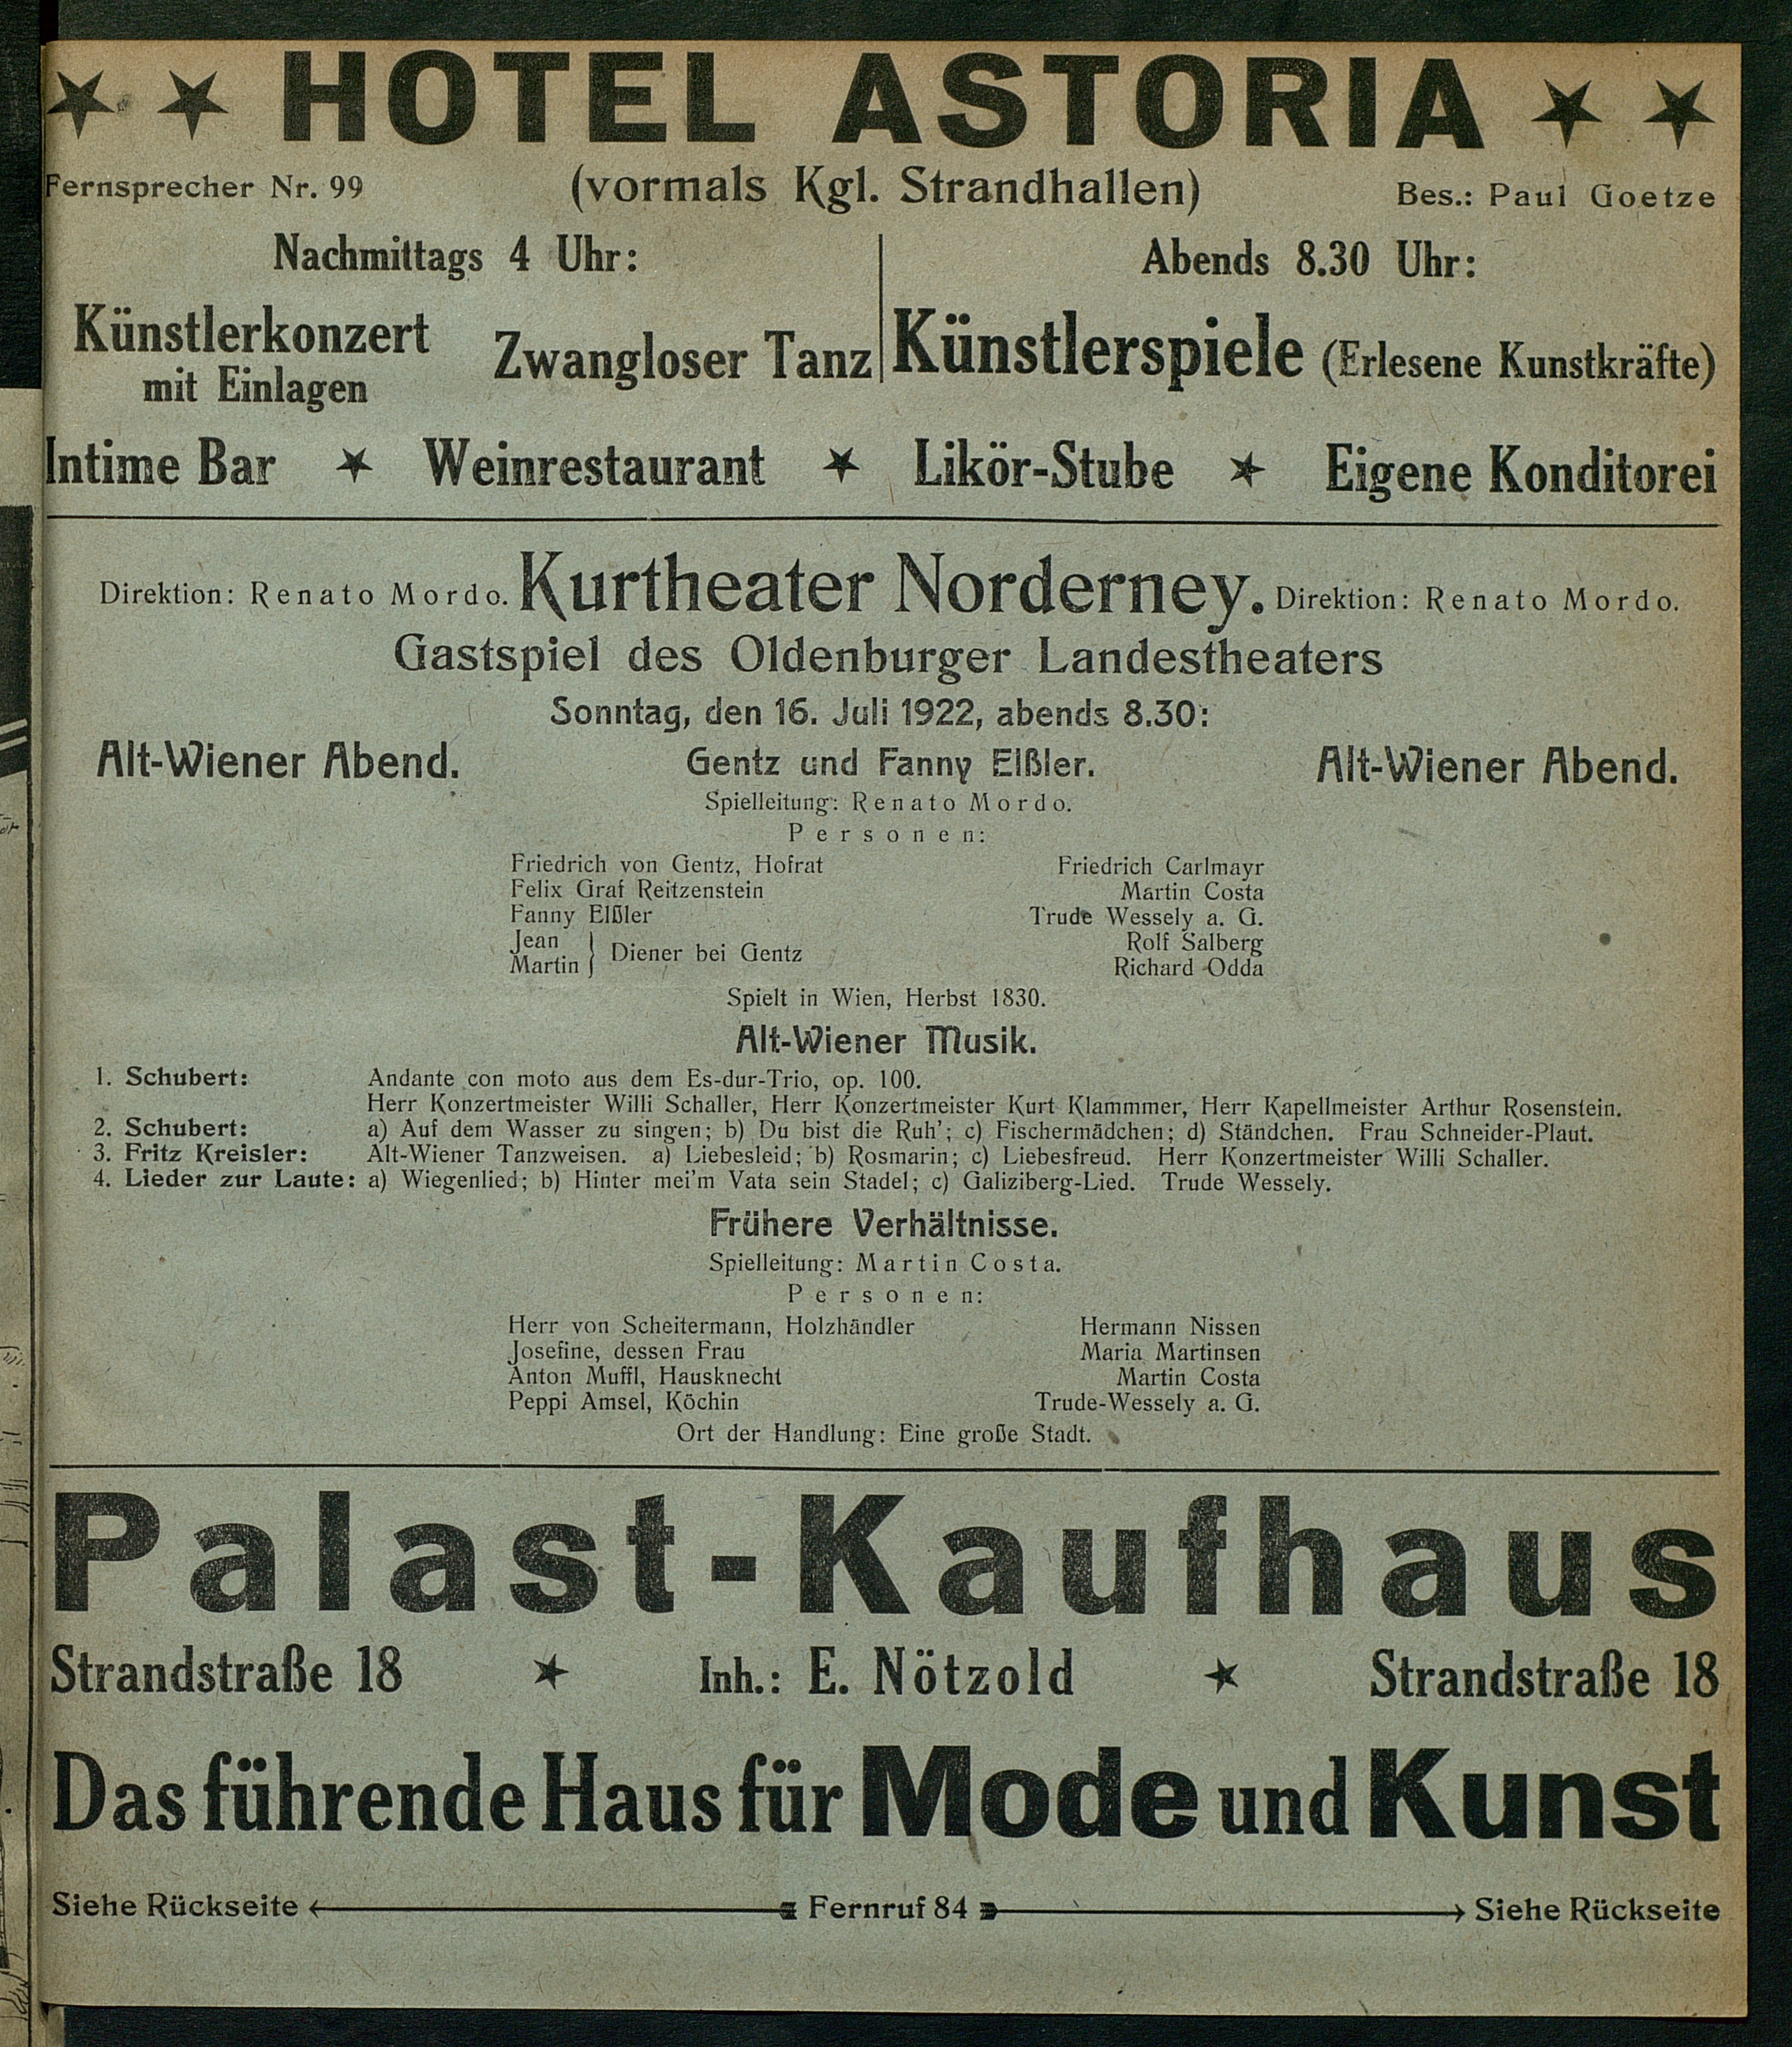 HOTEL ASTORIA
Fernsprecher Nr. 99 (vormals Kgl. Strandhallen) Bes.: Paul Goetze
Nachmittags 4 Uhr:
Künstlerkonzert
mit Einlagen
Zwangloser Tanz
Abends 8.30 Uhr:
Künstlerspiele (Erlesene Kunstkräfte)
Intime Bar ★ Weinrestaurant ★ Likör-Stube ★ Eigene Konditorei
Direktion: Renato Mordo. Kurtheater Norderney. Direktion: Renato Mordo.
Gastspiel des Oldenburger Landestheaters
Sonntag, den 16. Juli 1922, abends 8.30:
Alt-Wiener Abend. Gentz und Fanny Elßler. Alt-Wiener Abend.
Spielleitung: Renato Mordo.
Personen:
Friedrich von Gentz, Hofrat Friedrich Carlmayr
Felix Graf Reitzenstein Martin Costa
Fanny Elßler Trude Wessely a. G.
Jean } Diener bei Gentz Rolf Salberg
Martin } Richard Odda
Spielt in Wien, Herbst 1830.
Alt-Wiener Musik.
1. Schubert: Andante con moto aus dem Es-dur-Trio, op. 100.
Herr Konzertmeister Willi Schaller, Herr Konzertmeister Kurt Klammmer, Herr Kapellmeister Arthur Rosenstein.
2. Schubert: a) Auf dem Wasser zu singen; b) Du bist die Ruh'; c) Fischermädchen; d) Ständchen. Frau Schneider-Plaut.
3. Fritz Kreisler: Alt-Wiener Tanzweisen. a) Liebesleid; b) Rosmarin; c) Liebesfreud. Herr Konzertmeister Willi Schaller.
4. Lieder zur Laute: a) Wiegenlied; b) Hinter mei'm Vata sein Stadel; c) Galiziberg-Lied. Trude Wessely.
Frühere Verhältnisse.
Spielleitung: Martin Costa.
Personen:
Herr von Scheitermann, Holzhändler Hermann Nissen
Josefine, dessen Frau Maria Martinsen
Anton Muffl, Hausknecht Martin Costa
Peppi Amsel, Köchin Trude-Wessely a. G.
Ort der Handlung: Eine große Stadt.
Palast-Kaufhaus
Strandstraße 18 ★ Inh.: E. Nötzold ★ Strandstraße 18
Das führende Haus für Mode und Kunst
Siehe Rückseite Fernruf 84 Siehe Rückseite